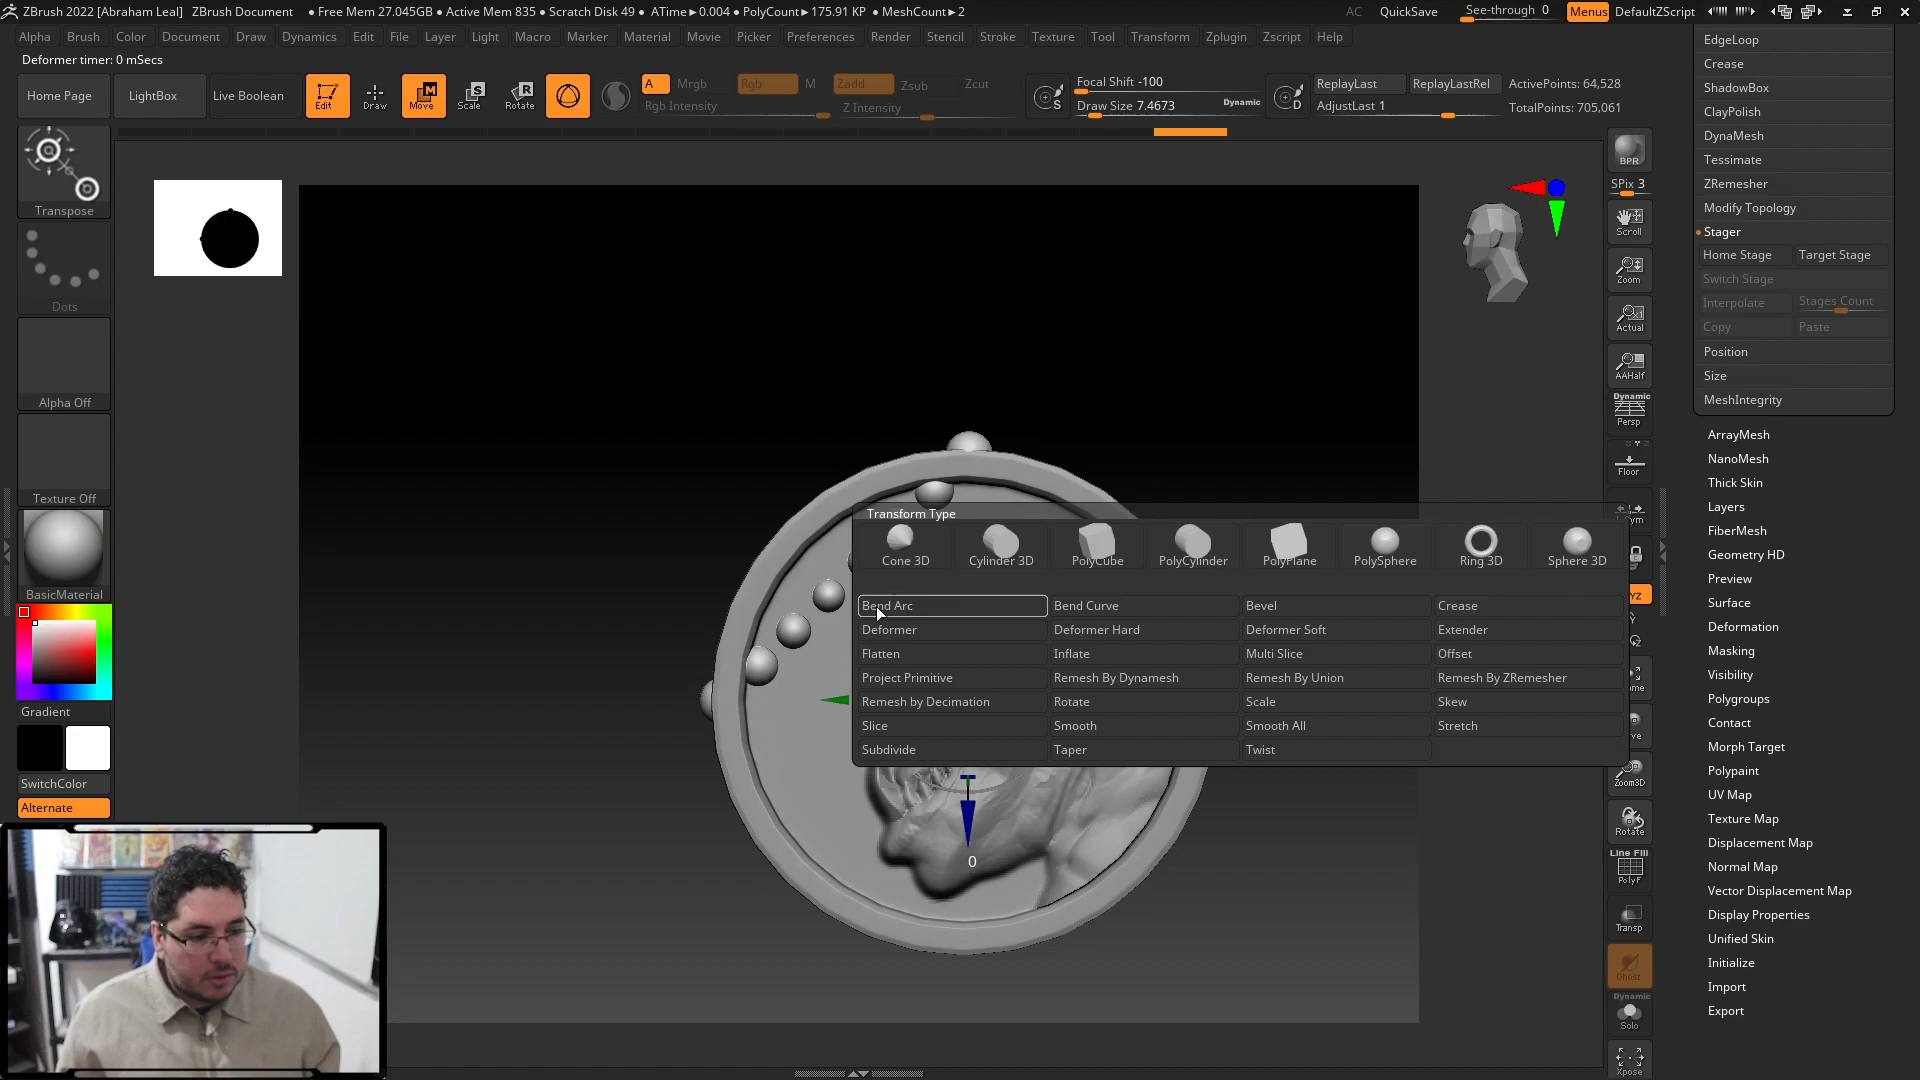 ZBrush 2022 [Abraham Leal] ZBrush Document • Free Mem 27.045GB • Active Mem 835 • Scratch Disk 49 • ATime►0.004 • PolyCount►175.91 KP • MeshCount►2 AC QuickSave See-through 0 Menus DefaultZScript
Alpha Brush Color Document Draw Dynamics Edit File Layer Light Macro Marker Material Movie Picker Preferences Render Stencil Stroke Texture Tool Transform Zplugin Zscript Help
Deformer timer: 0 mSecs
Home Page LightBox Live Boolean Edit Draw Move Scale Rotate
A Mrgb Rgb M Zadd Zsub Zcut
Rgb Intensity Z Intensity
S Focal Shift -100
Draw Size 7.4673 Dynamic
D ReplayLast ReplayLastRel ActivePoints: 64,528
AdjustLast 1 TotalPoints: 705,061
Transpose
Dots
Alpha Off
Texture Off
BasicMaterial
Gradient
SwitchColor
Alternate
Transform Type
Cone 3D Cylinder 3D PolyCube PolyCylinder PolyPlane PolySphere Ring 3D Sphere 3D
Bend Arc Bend Curve Bevel Crease
Deformer Deformer Hard Deformer Soft Extender
Flatten Inflate Multi Slice Offset
Project Primitive Remesh By Dynamesh Remesh By Union Remesh By ZRemesher
Remesh by Decimation Rotate Scale Skew
Slice Smooth Smooth All Stretch
Subdivide Taper Twist
0
BPR
SPix 3
Scroll
Zoom
Actual
AAHalf
Dynamic
Persp
Floor
Zoom3D
Rotate
Line Fill
PolyF
Transp
Ghost
Dynamic
Solo
Xpose
EdgeLoop
Crease
ShadowBox
ClayPolish
DynaMesh
Tessimate
ZRemesher
Modify Topology
Stager
Home Stage Target Stage
Switch Stage
Interpolate Stages Count
Copy Paste
Position
Size
MeshIntegrity
ArrayMesh
NanoMesh
Thick Skin
Layers
FiberMesh
Geometry HD
Preview
Surface
Deformation
Masking
Visibility
Polygroups
Contact
Morph Target
Polypaint
UV Map
Texture Map
Displacement Map
Normal Map
Vector Displacement Map
Display Properties
Unified Skin
Initialize
Import
Export